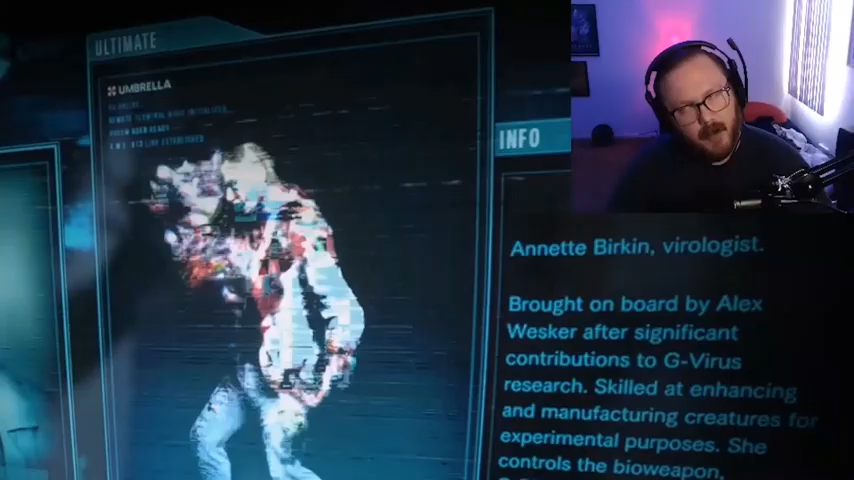 ULTIMATE
UMBRELLA
INFO
Annette Birkin, virologist.
Brought on board by Alex
Wesker after significant
contributions to G-Virus
research. Skilled at enhancing
and manufacturing creatures for
experimental purposes. She
controls the bioweapon,